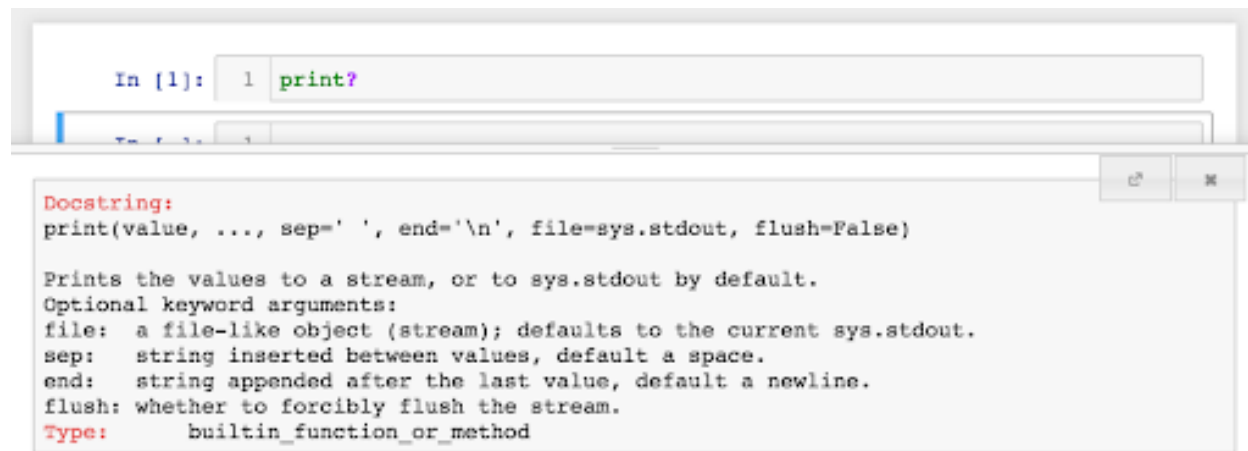 In [1]: 1 print?
In [ ]: 1
Docstring:
print(value, ..., sep=' ', end='\n', file=sys.stdout, flush=False)
Prints the values to a stream, or to sys.stdout by default.
Optional keyword arguments:
file:  a file-like object (stream); defaults to the current sys.stdout.
sep:   string inserted between values, default a space.
end:   string appended after the last value, default a newline.
flush: whether to forcibly flush the stream.
Type:      builtin_function_or_method